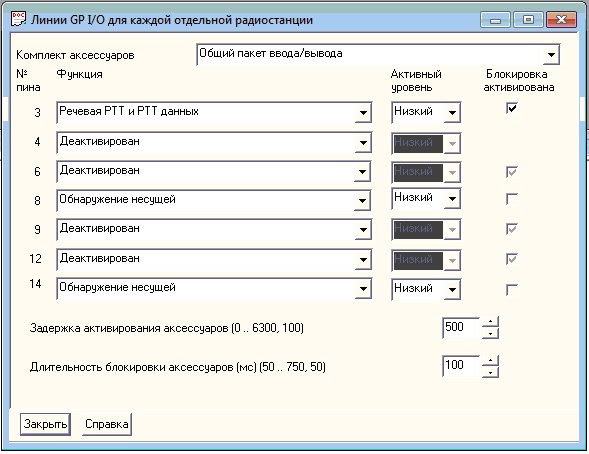 Линии GP I/O для каждой отдельной радиостанции
Комплект аксессуаров Общий пакет ввода/вывода
№ пина Функция Активный уровень Блокировка активирована
3 Речевая PTT и PTT данных Низкий
4 Деактивирован Низкий
6 Деактивирован Низкий
8 Обнаружение несущей Низкий
9 Деактивирован Низкий
12 Деактивирован Низкий
14 Обнаружение несущей Низкий
Задержка активирования аксессуаров (0 .. 6300, 100) 500
Длительность блокировки аксессуаров (мс) (50 .. 750, 50) 100
Закрыть Справка